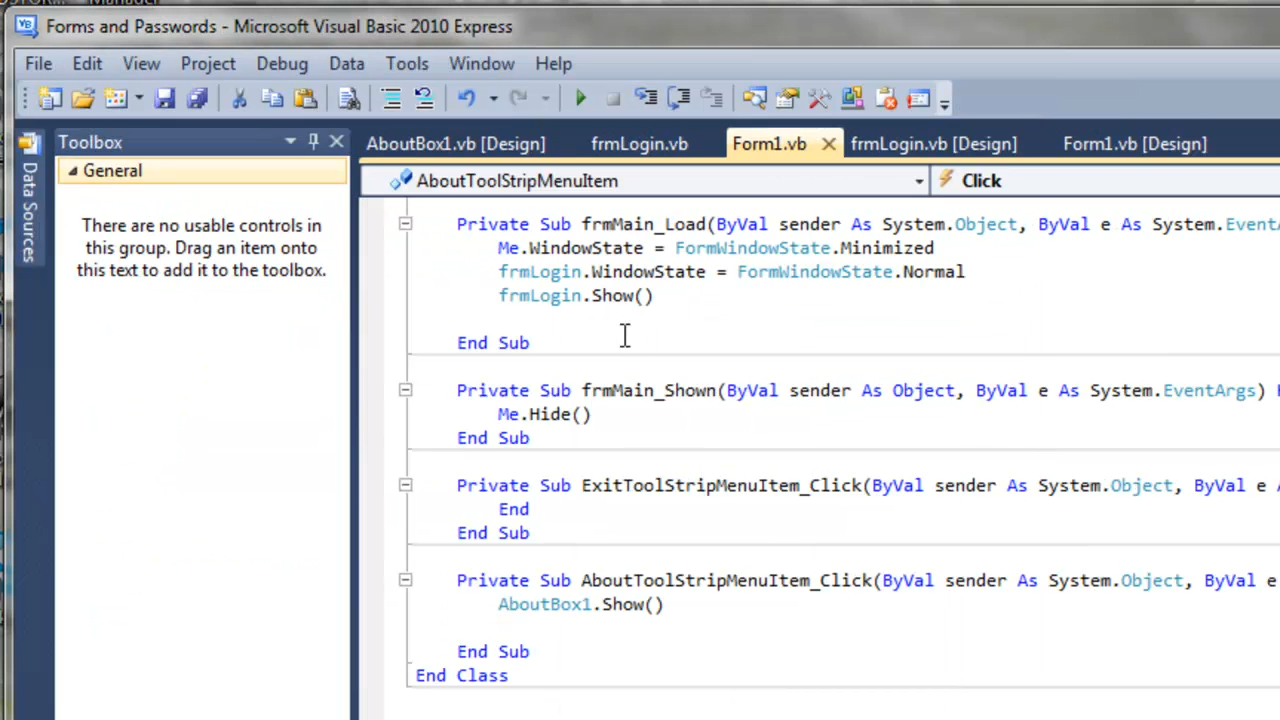 Forms and Passwords - Microsoft Visual Basic 2010 Express
File Edit View Project Debug Data Tools Window Help
Toolbox
AboutBox1.vb [Design] frmLogin.vb Form1.vb frmLogin.vb [Design] Form1.vb [Design]
General
AboutToolStripMenuItem Click
Data Sources
There are no usable controls in
this group. Drag an item onto
this text to add it to the toolbox.
Private Sub frmMain_Load(ByVal sender As System.Object, ByVal e As System.EventA
Me.WindowState = FormWindowState.Minimized
frmLogin.WindowState = FormWindowState.Normal
frmLogin.Show()
End Sub
Private Sub frmMain_Shown(ByVal sender As Object, ByVal e As System.EventArgs)
Me.Hide()
End Sub
Private Sub ExitToolStripMenuItem_Click(ByVal sender As System.Object, ByVal e
End
End Sub
Private Sub AboutToolStripMenuItem_Click(ByVal sender As System.Object, ByVal e
AboutBox1.Show()
End Sub
End Class